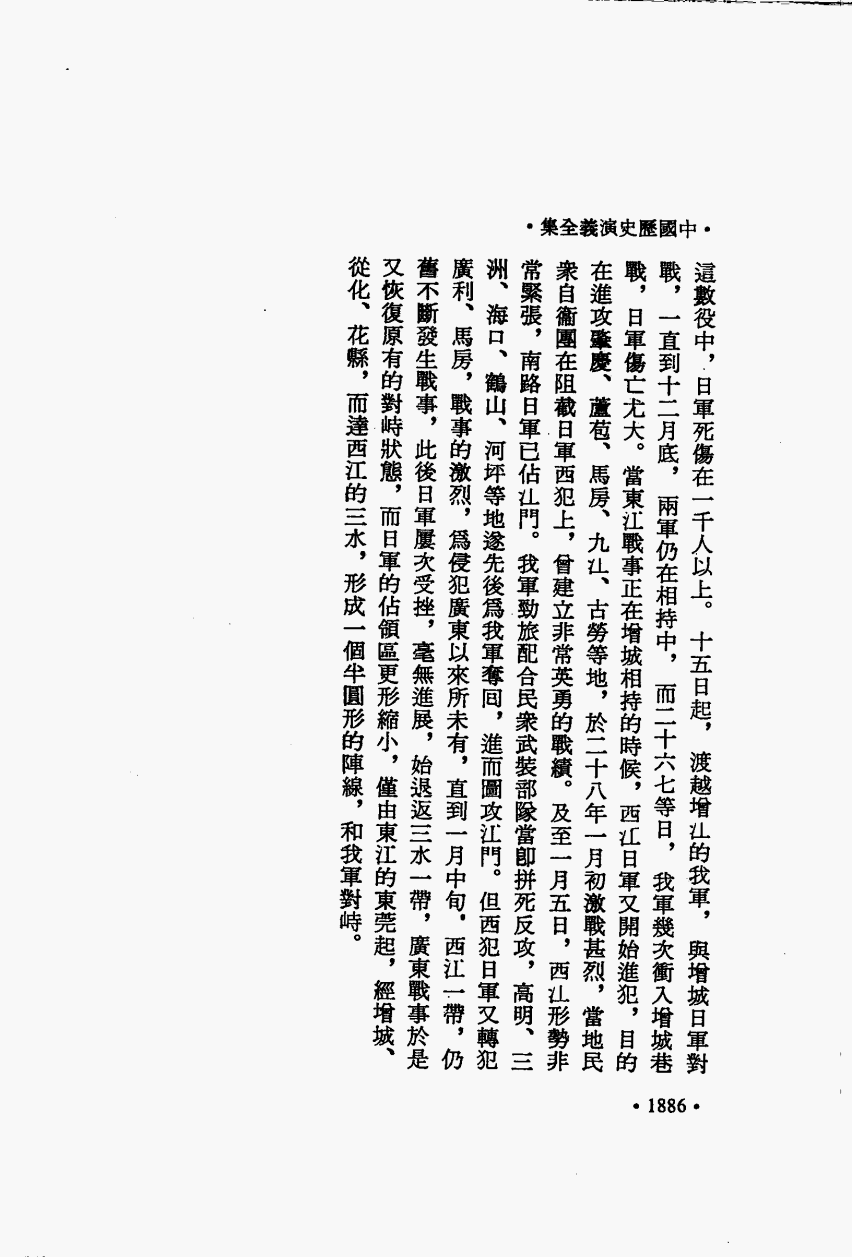 •中國歷史演義全集•
這數役中，日軍死傷在一千人以上。十五日起，渡越增江的我軍，與增城日軍對
戰，一直到十二月底，兩軍仍在相持中，而二十六七等日，我軍幾次衝入增城巷
戰，日軍傷亡尤大。當東江戰事正在增城相持的時候，西江日軍又開始進犯，目的
在進攻肇慶、蘆苞、馬房、九江、古勞等地，於二十八年一月初激戰甚烈，當地民
衆自衞團在阻截日軍西犯上，曾建立非常英勇的戰績。及至一月五日，西江形勢非
常緊張，南路日軍已佔江門。我軍勁旅配合民衆武裝部隊當卽拼死反攻，高明、三
洲、海口、鶴山、河坪等地遂先後爲我軍奪囘，進而圖攻江門。但西犯日軍又轉犯
廣利、馬房，戰事的激烈，爲侵犯廣東以來所未有，直到一月中旬．西江一帶，仍
舊不斷發生戰事，此後日軍屢次受挫，毫無進展，始退返三水一帶，廣東戰事於是
又恢復原有的對峙狀態，而日軍的佔領區更形縮小，僅由東江的東莞起，經增城、
從化、花縣，而達西江的三水，形成一個半圓形的陣線，和我軍對峙。
•1886•